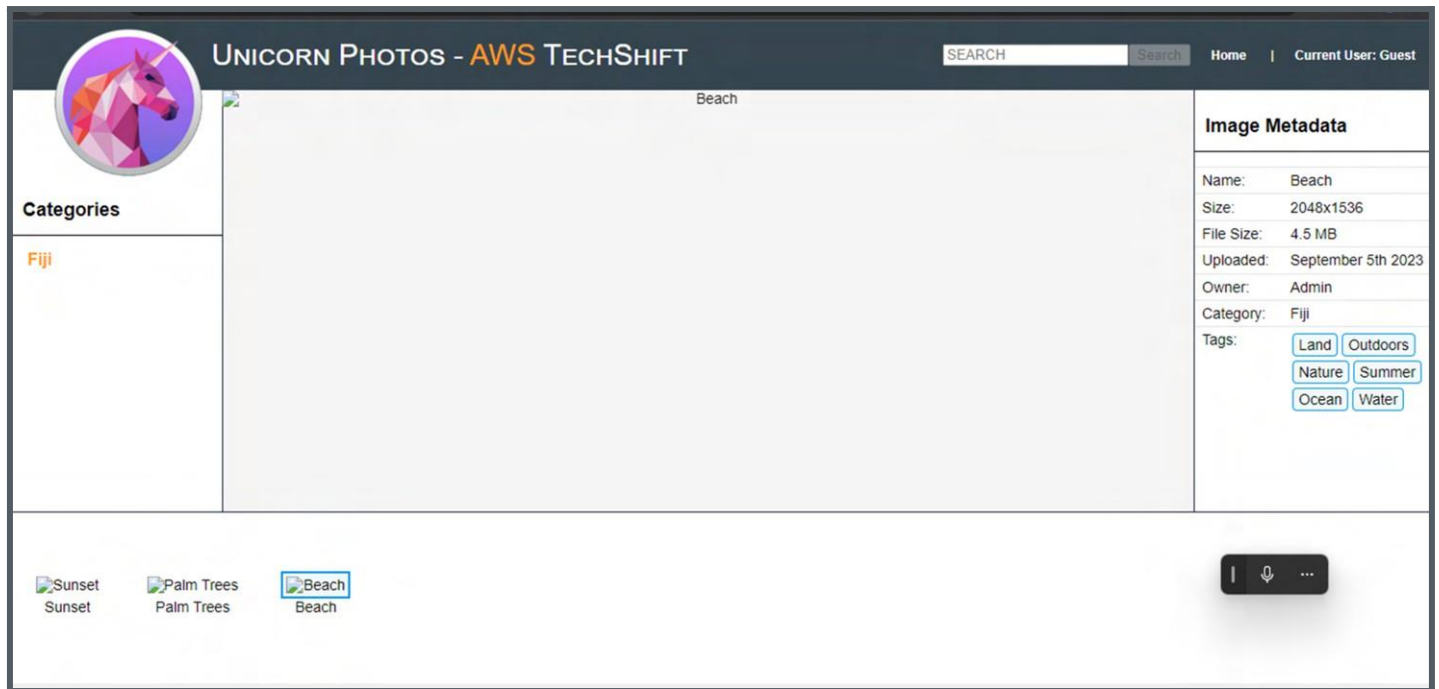 UNICORN PHOTOS - AWS TECHSHIFT
SEARCH
Search
Home | Current User: Guest
Categories
Fiji
Beach
Image Metadata
Name: Beach
Size: 2048x1536
File Size: 4.5 MB
Uploaded: September 5th 2023
Owner: Admin
Category: Fiji
Tags: Land Outdoors
Nature Summer
Ocean Water
Sunset Palm Trees Beach
Sunset Palm Trees Beach